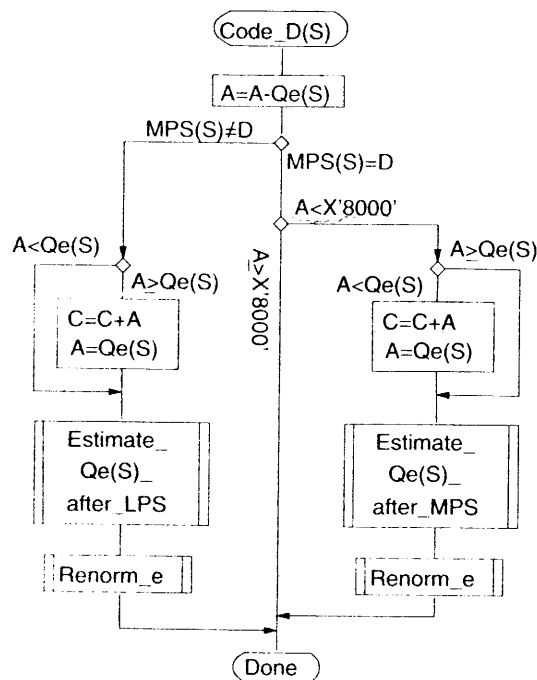 Code_D(S)
A=A-Qe(S)
MPS(S)≠D
MPS(S)=D
A<X'8000'
A≥X'8000'
A<Qe(S)
A≥Qe(S)
C=C+A
A=Qe(S)
Estimate_
Qe(S)_
after_LPS
Renorm_e
A≥Qe(S)
A<Qe(S)
C=C+A
A=Qe(S)
Estimate_
Qe(S)_
after_MPS
Renorm_e
Done